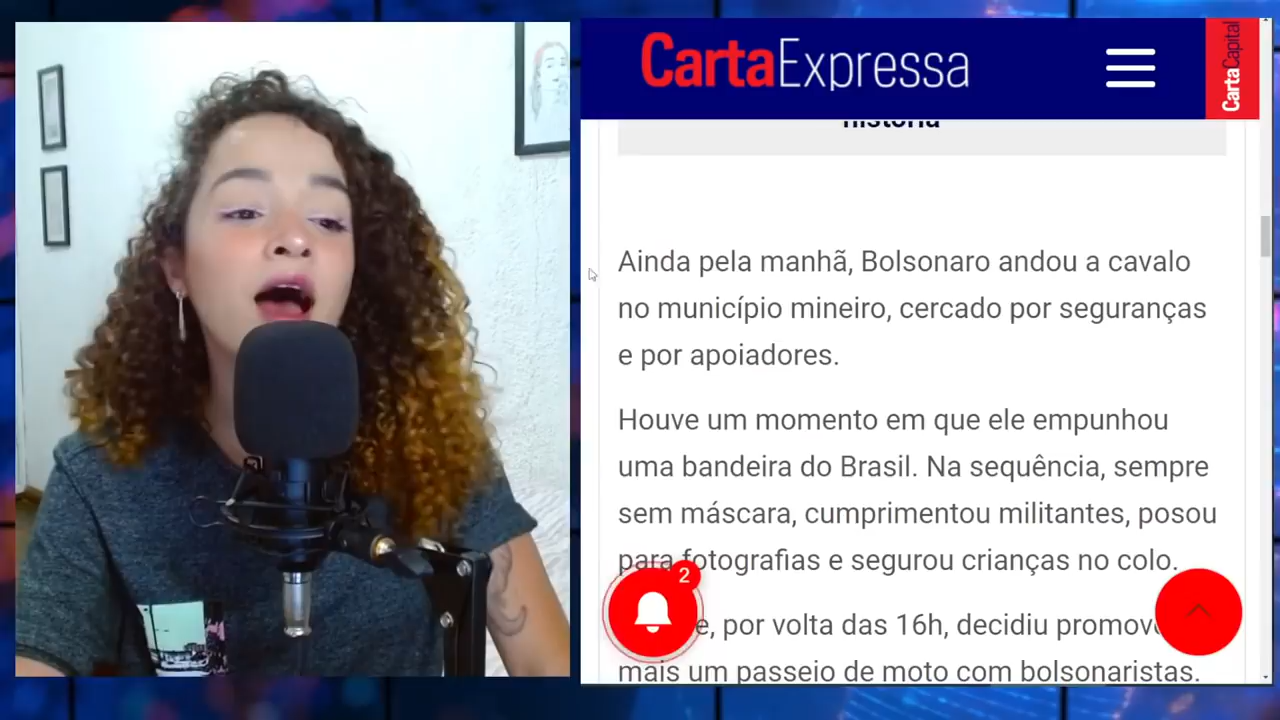 CartaExpressa
CartaCapital
história
Ainda pela manhã, Bolsonaro andou a cavalo
no município mineiro, cercado por seguranças
e por apoiadores.
Houve um momento em que ele empunhou
uma bandeira do Brasil. Na sequência, sempre
sem máscara, cumprimentou militantes, posou
para fotografias e segurou crianças no colo.
2
por volta das 16h, decidiu
mais um passeio de moto com bolsonaristas.